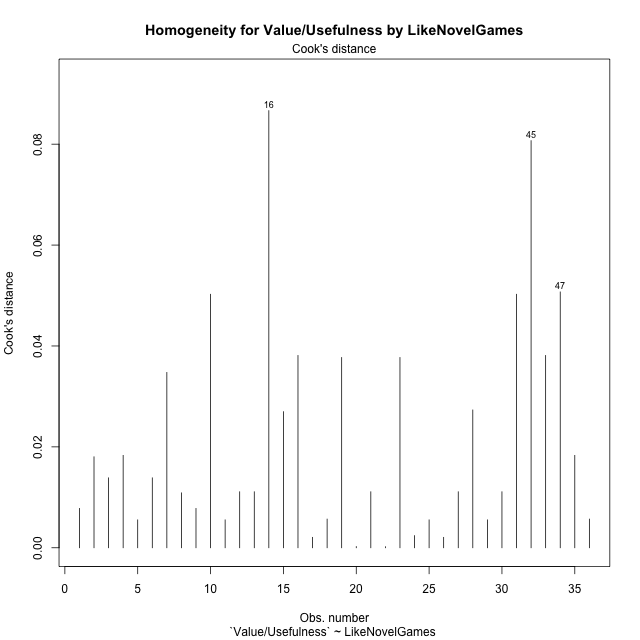 Homogeneity for Value/Usefulness by LikeNovelGames
Cook's distance
16
45
47
Cook's distance
0.08
0.06
0.04
0.02
0.00
0 5 10 15 20 25 30 35
Obs. number
`Value/Usefulness` ~ LikeNovelGames